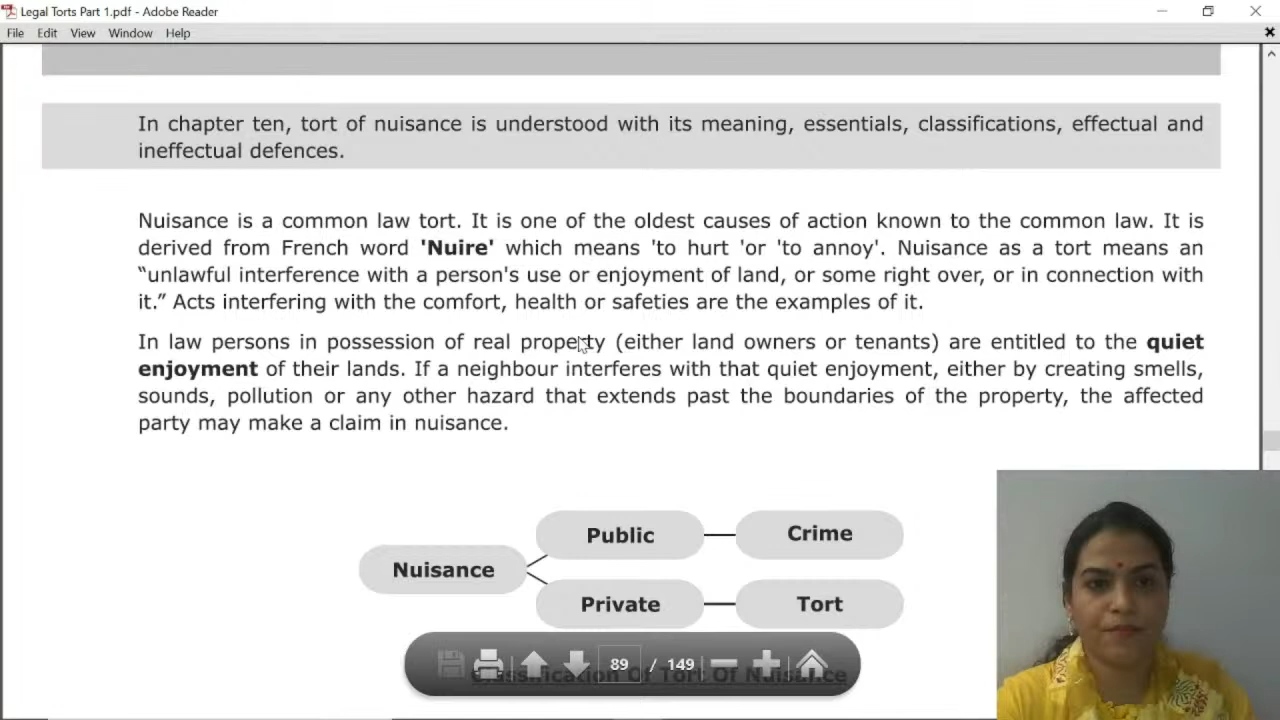 Legal Torts Part 1.pdf - Adobe Reader
File Edit View Window Help
In chapter ten, tort of nuisance is understood with its meaning, essentials, classifications, effectual and
ineffectual defences.
Nuisance is a common law tort. It is one of the oldest causes of action known to the common law. It is
derived from French word 'Nuire' which means 'to hurt 'or 'to annoy'. Nuisance as a tort means an
“unlawful interference with a person's use or enjoyment of land, or some right over, or in connection with
it.” Acts interfering with the comfort, health or safeties are the examples of it.
In law persons in possession of real property (either land owners or tenants) are entitled to the quiet
enjoyment of their lands. If a neighbour interferes with that quiet enjoyment, either by creating smells,
sounds, pollution or any other hazard that extends past the boundaries of the property, the affected
party may make a claim in nuisance.
Public
Crime
Nuisance
Private
Tort
89 / 149
Classification Of Tort Of Nuisance